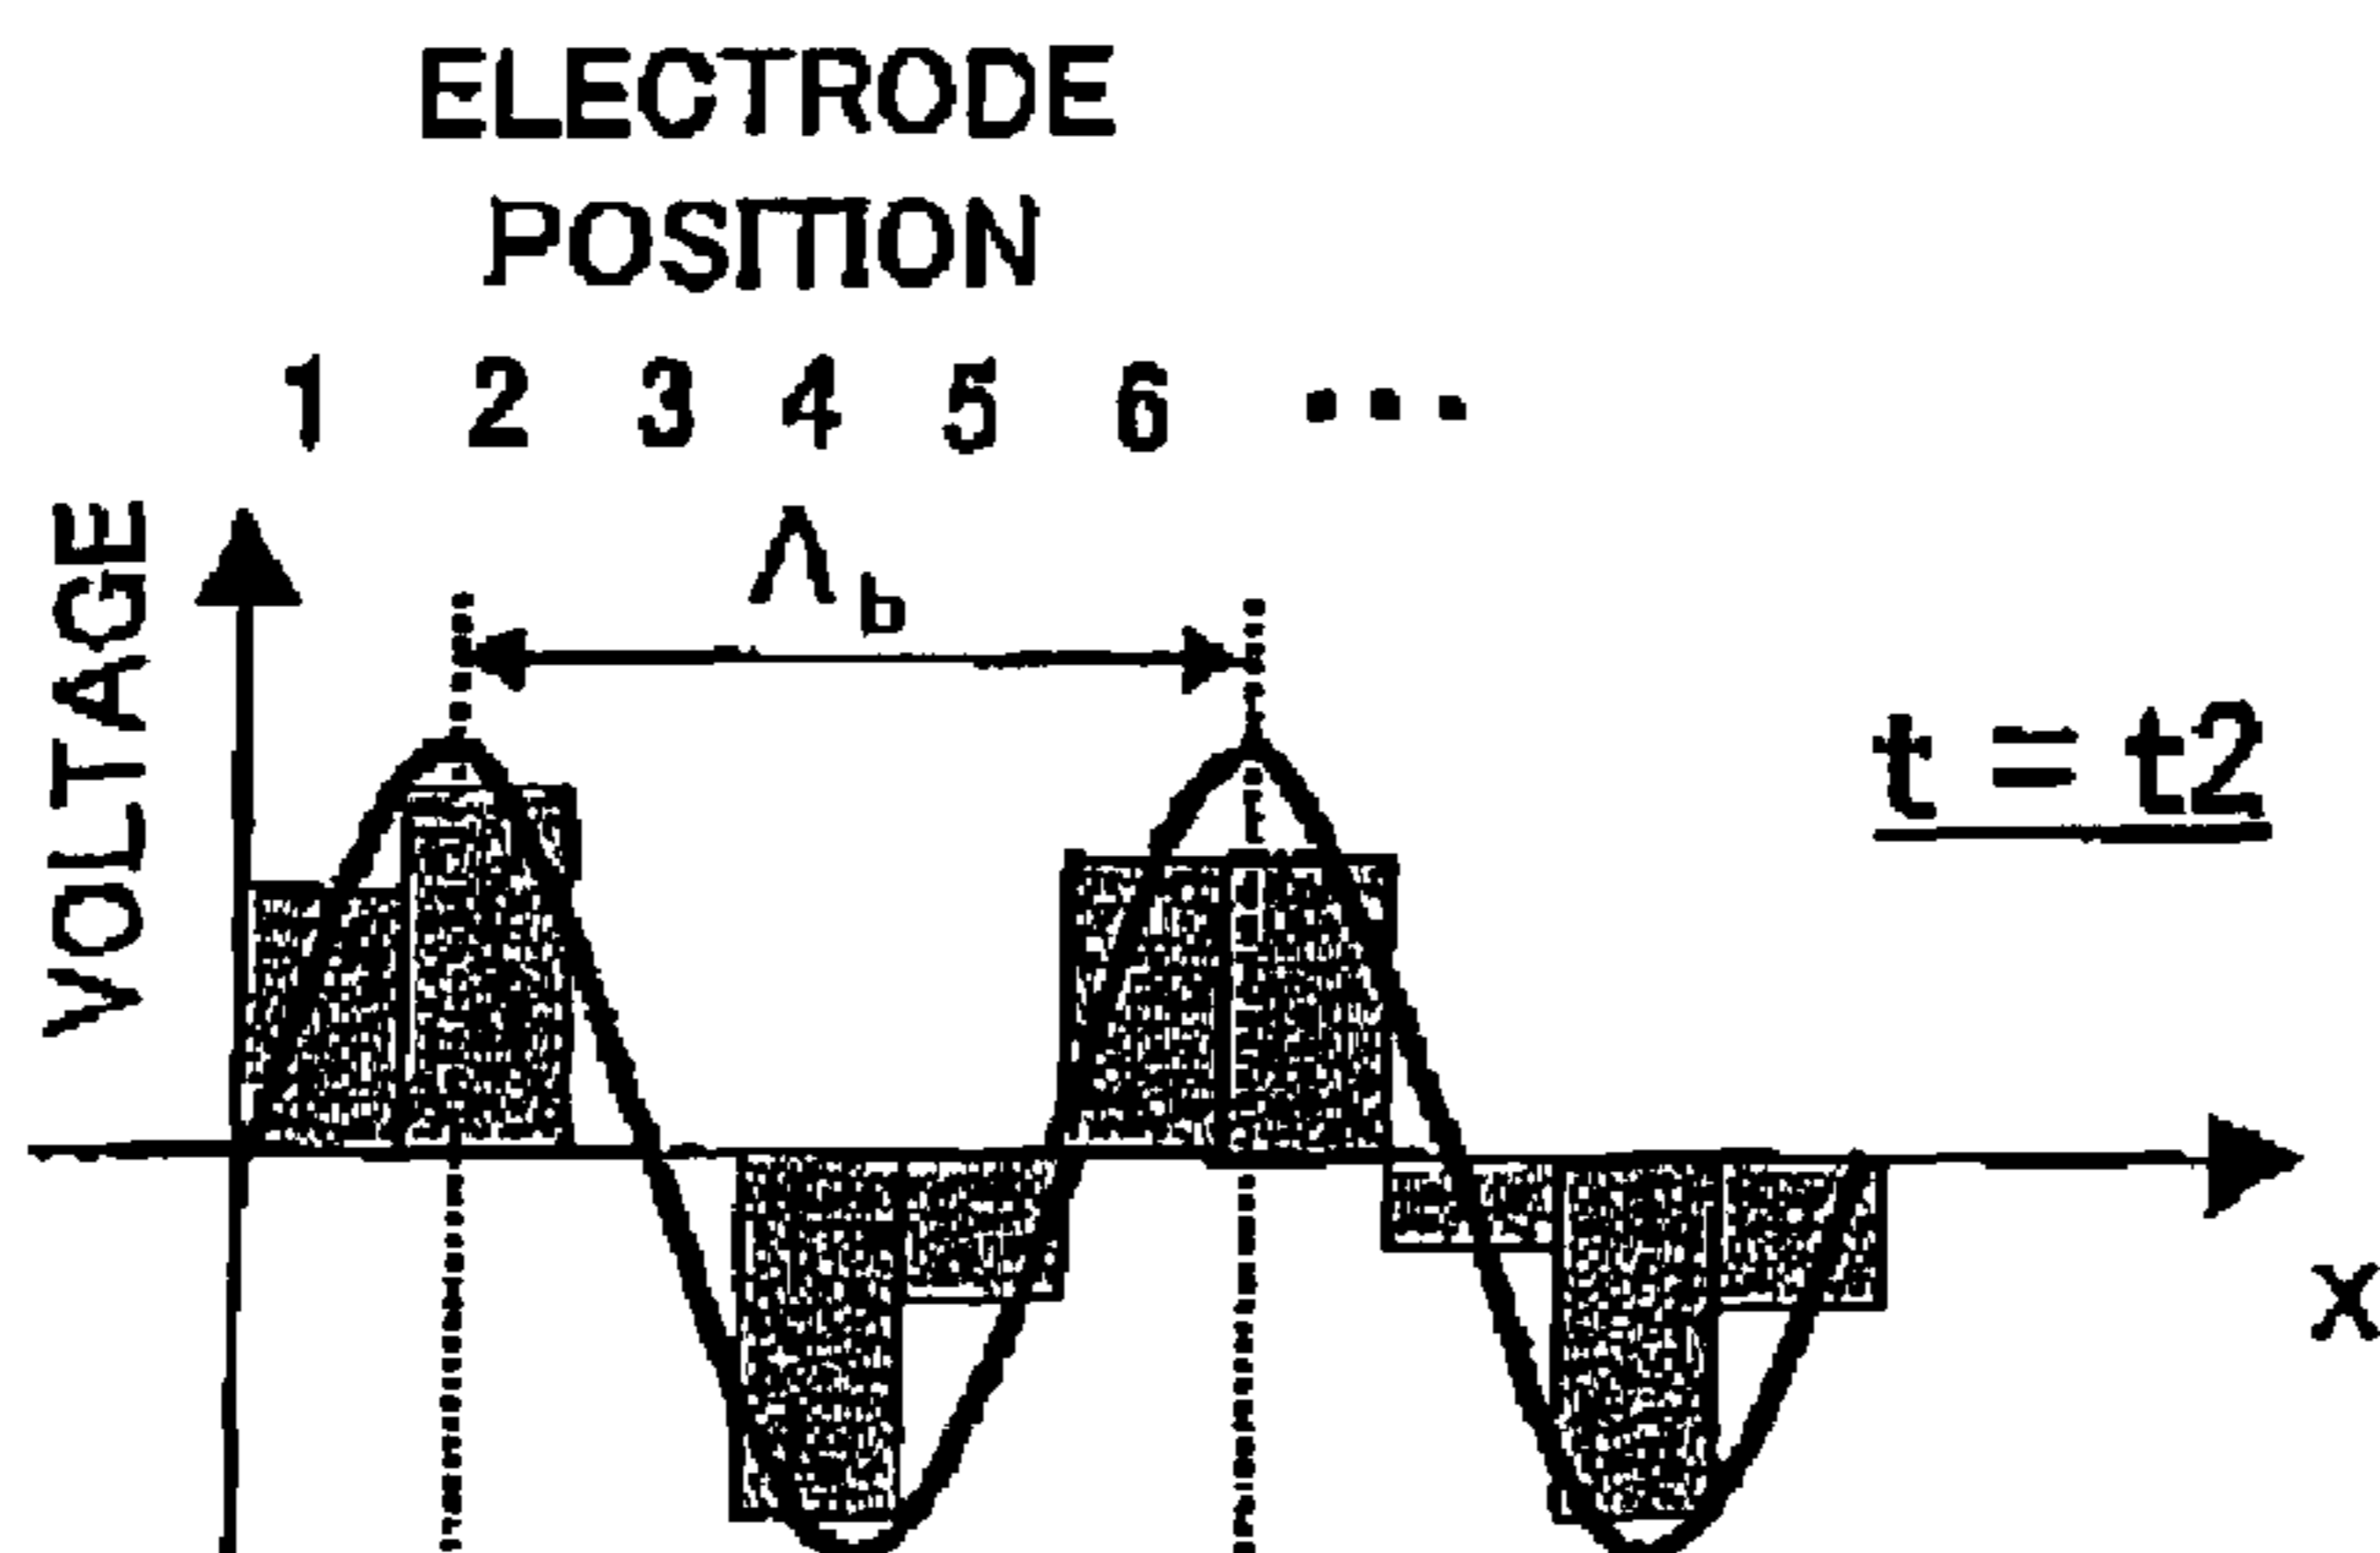 ELECTRODE
POSITION
1 2 3 4 5 6 ...
VOLTAGE
Λb
t = t2
x